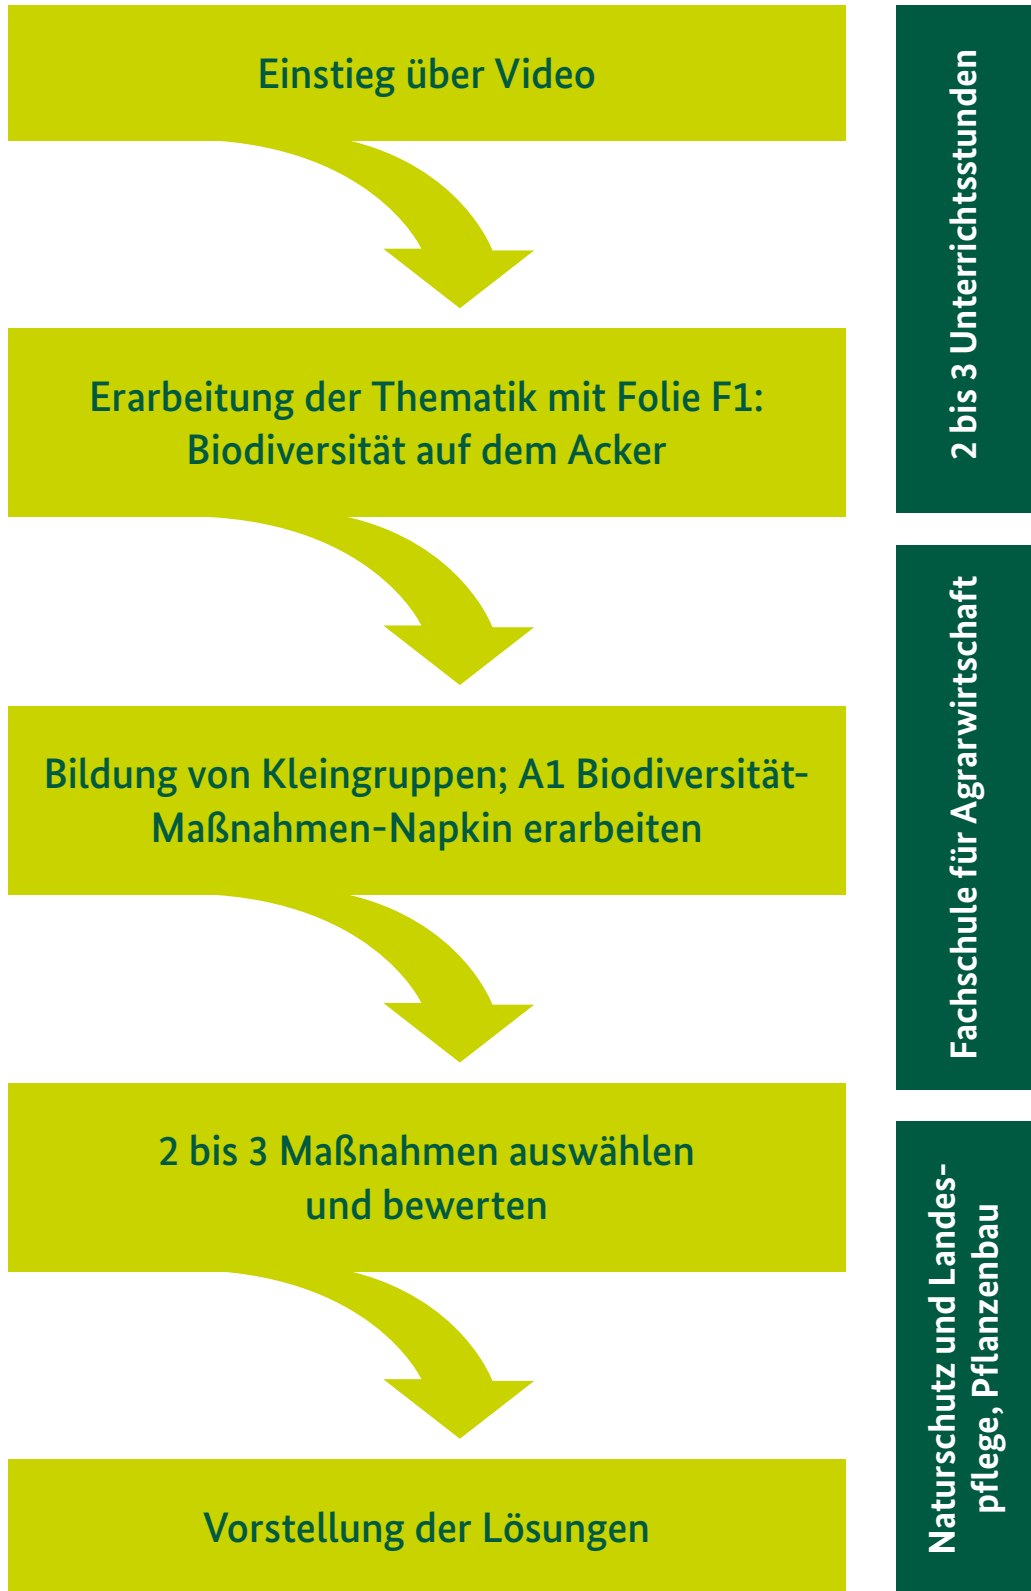 Einstieg über Video
Erarbeitung der Thematik mit Folie F1:
Biodiversität auf dem Acker
Bildung von Kleingruppen; A1 Biodiversität-
Maßnahmen-Napkin erarbeiten
2 bis 3 Maßnahmen auswählen
und bewerten
Vorstellung der Lösungen
2 bis 3 Unterrichtsstunden
Fachschule für Agrarwirtschaft
Naturschutz und Landes-
pflege, Pflanzenbau